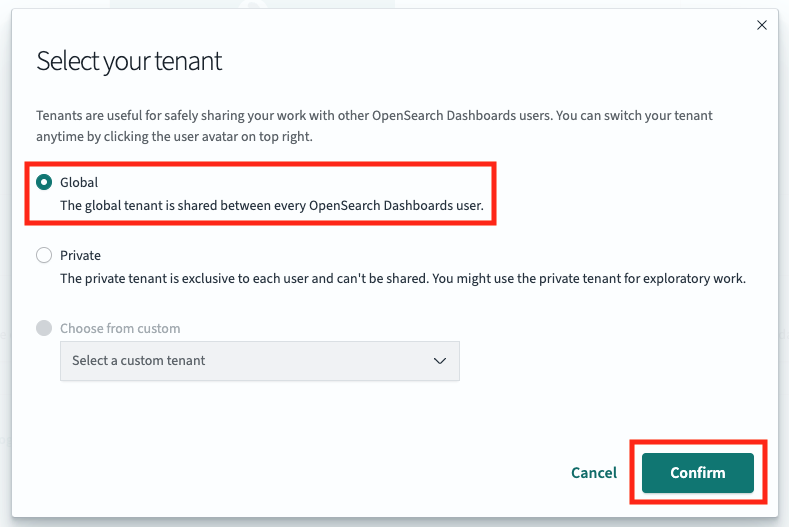 Select your tenant
Tenants are useful for safely sharing your work with other OpenSearch Dashboards users. You can switch your tenant
anytime by clicking the user avatar on top right.
Global
The global tenant is shared between every OpenSearch Dashboards user.
Private
The private tenant is exclusive to each user and can't be shared. You might use the private tenant for exploratory work.
Choose from custom
Select a custom tenant
Cancel
Confirm